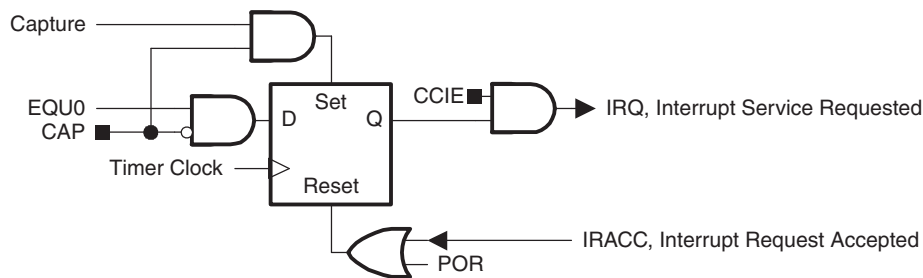 Capture
EQU0
CAP
Set
D
Q
CCIE
IRQ, Interrupt Service Requested
Timer Clock
Reset
IRACC, Interrupt Request Accepted
POR